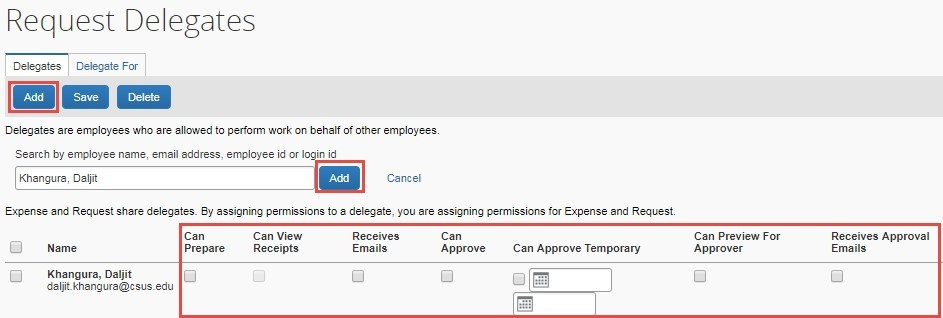 Request Delegates
Delegates Delegate For
Add Save Delete
Delegates are employees who are allowed to perform work on behalf of other employees.
Search by employee name, email address, employee id or login id
Khangura, Daljit Add Cancel
Expense and Request share delegates. By assigning permissions to a delegate, you are assigning permissions for Expense and Request.
Name Can Prepare Can View Receipts Receives Emails Can Approve Can Approve Temporary Can Preview For Approver Receives Approval Emails
Khangura, Daljit
daljit.khangura@csus.edu